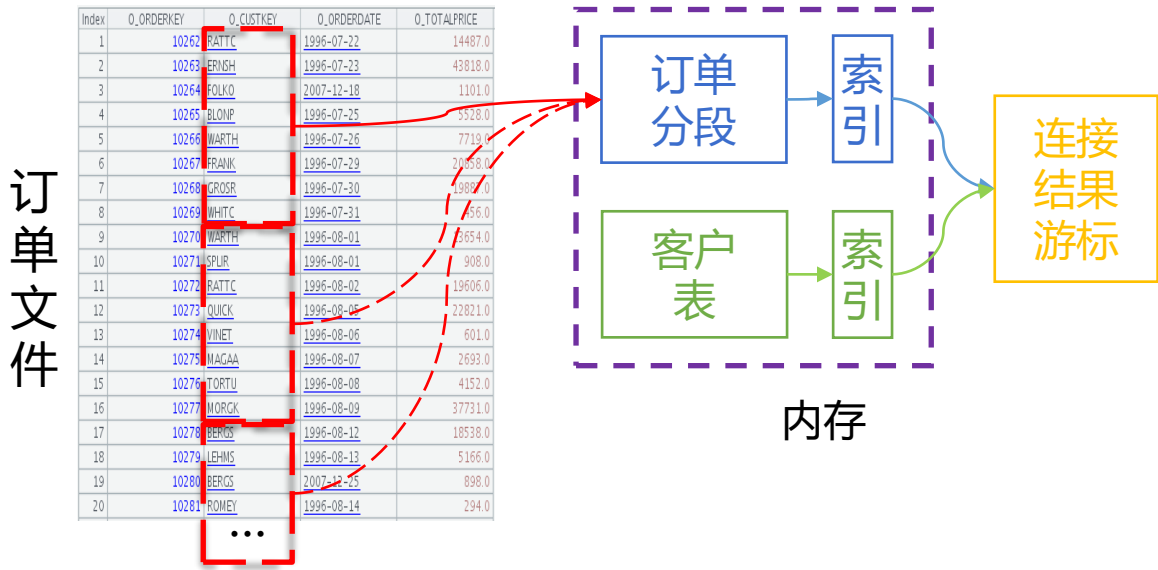 订单文件
Index O_ORDERKEY O_CUSTKEY O_ORDERDATE O_TOTALPRICE
1 10262 RATTC 1996-07-22 14487.0
2 10263 ERNSH 1996-07-23 43818.0
3 10264 FOLKO 2007-12-18 1101.0
4 10265 BLONP 1996-07-25 5528.0
5 10266 WARTH 1996-07-26 7719.0
6 10267 FRANK 1996-07-29
7 10268 GROSR 1996-07-30
8 10269 WHITC 1996-07-31 456.0
9 10270 WARTH 1996-08-01
10 10271 SPLIR 1996-08-01 908.0
11 10272 RATTC 1996-08-02 19606.0
12 10273 QUICK 1996-08-05 22821.0
13 10274 VINET 1996-08-06 601.0
14 10275 MAGAA 1996-08-07 2693.0
15 10276 TORTU 1996-08-08 4152.0
16 10277 MORGK 1996-08-09 37731.0
17 10278 BERGS 1996-08-12 18538.0
18 10279 LEHMS 1996-08-13 5166.0
19 10280 BERGS 2007-12-25 898.0
20 10281 ROMEY 1996-08-14 294.0
…
订单
分段
索
引
客户
表
索
引
内存
连接
结果
游标